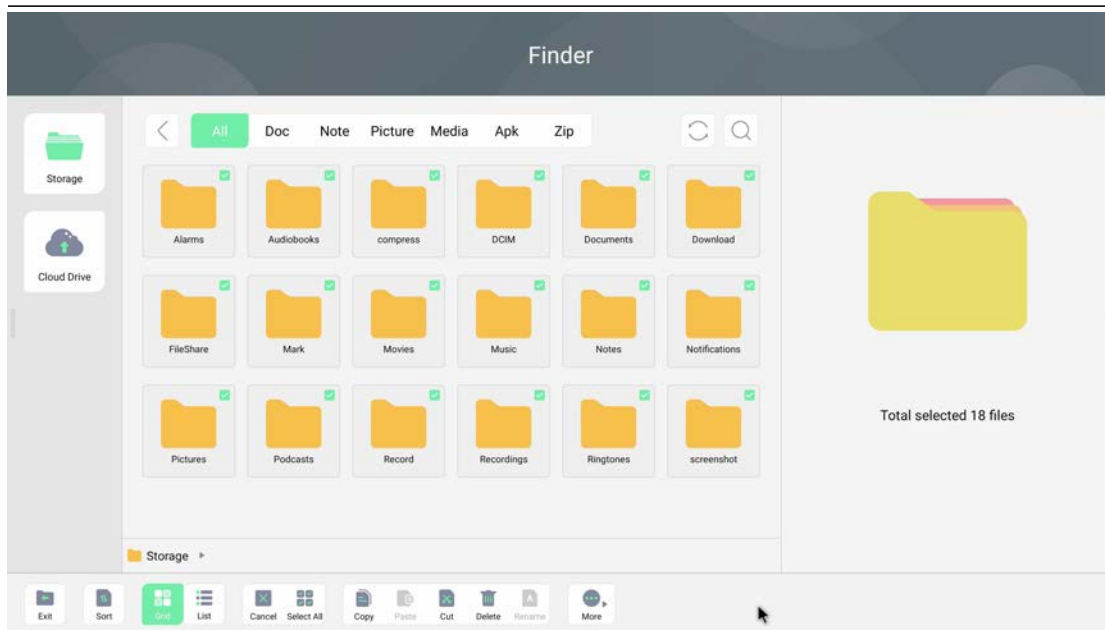 Finder
All Doc Note Picture Media Apk Zip
Storage
Cloud Drive
Alarms Audiobooks compress DCIM Documents Download
FileShare Mark Movies Music Notes Notifications
Pictures Podcasts Record Recordings Ringtones screenshot
Total selected 18 files
Storage
Exit Sort Grid List Cancel Select All Copy Paste Cut Delete Rename More